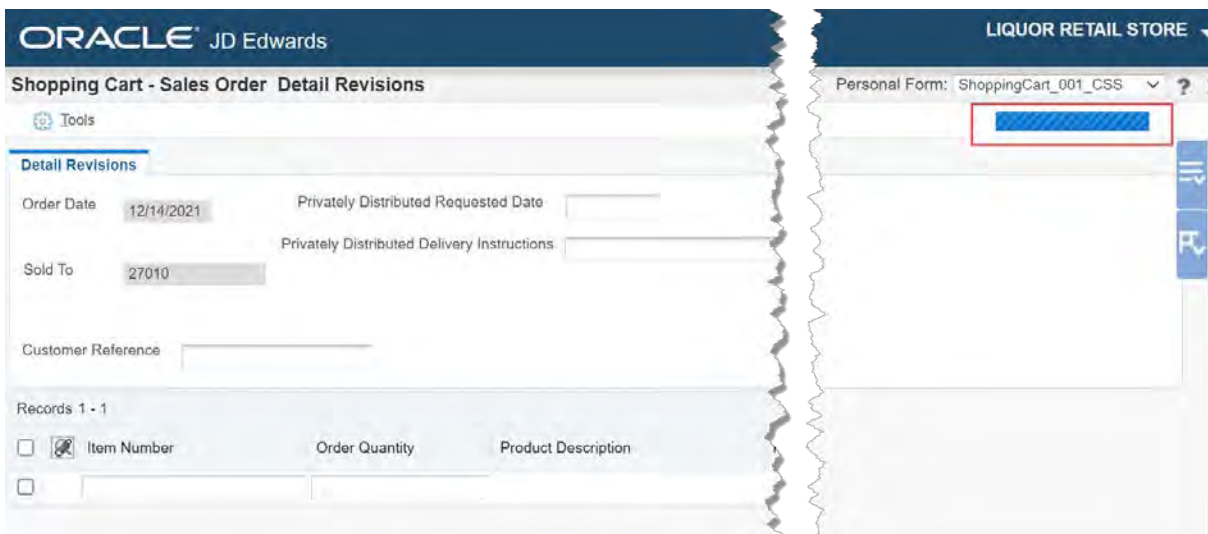 ORACLE JD Edwards
LIQUOR RETAIL STORE
Shopping Cart - Sales Order Detail Revisions
Personal Form: ShoppingCart_001_CSS ?
Tools
Detail Revisions
Order Date 12/14/2021 Privately Distributed Requested Date
Privately Distributed Delivery Instructions
Sold To 27010
Customer Reference
Records 1 - 1
Item Number Order Quantity Product Description